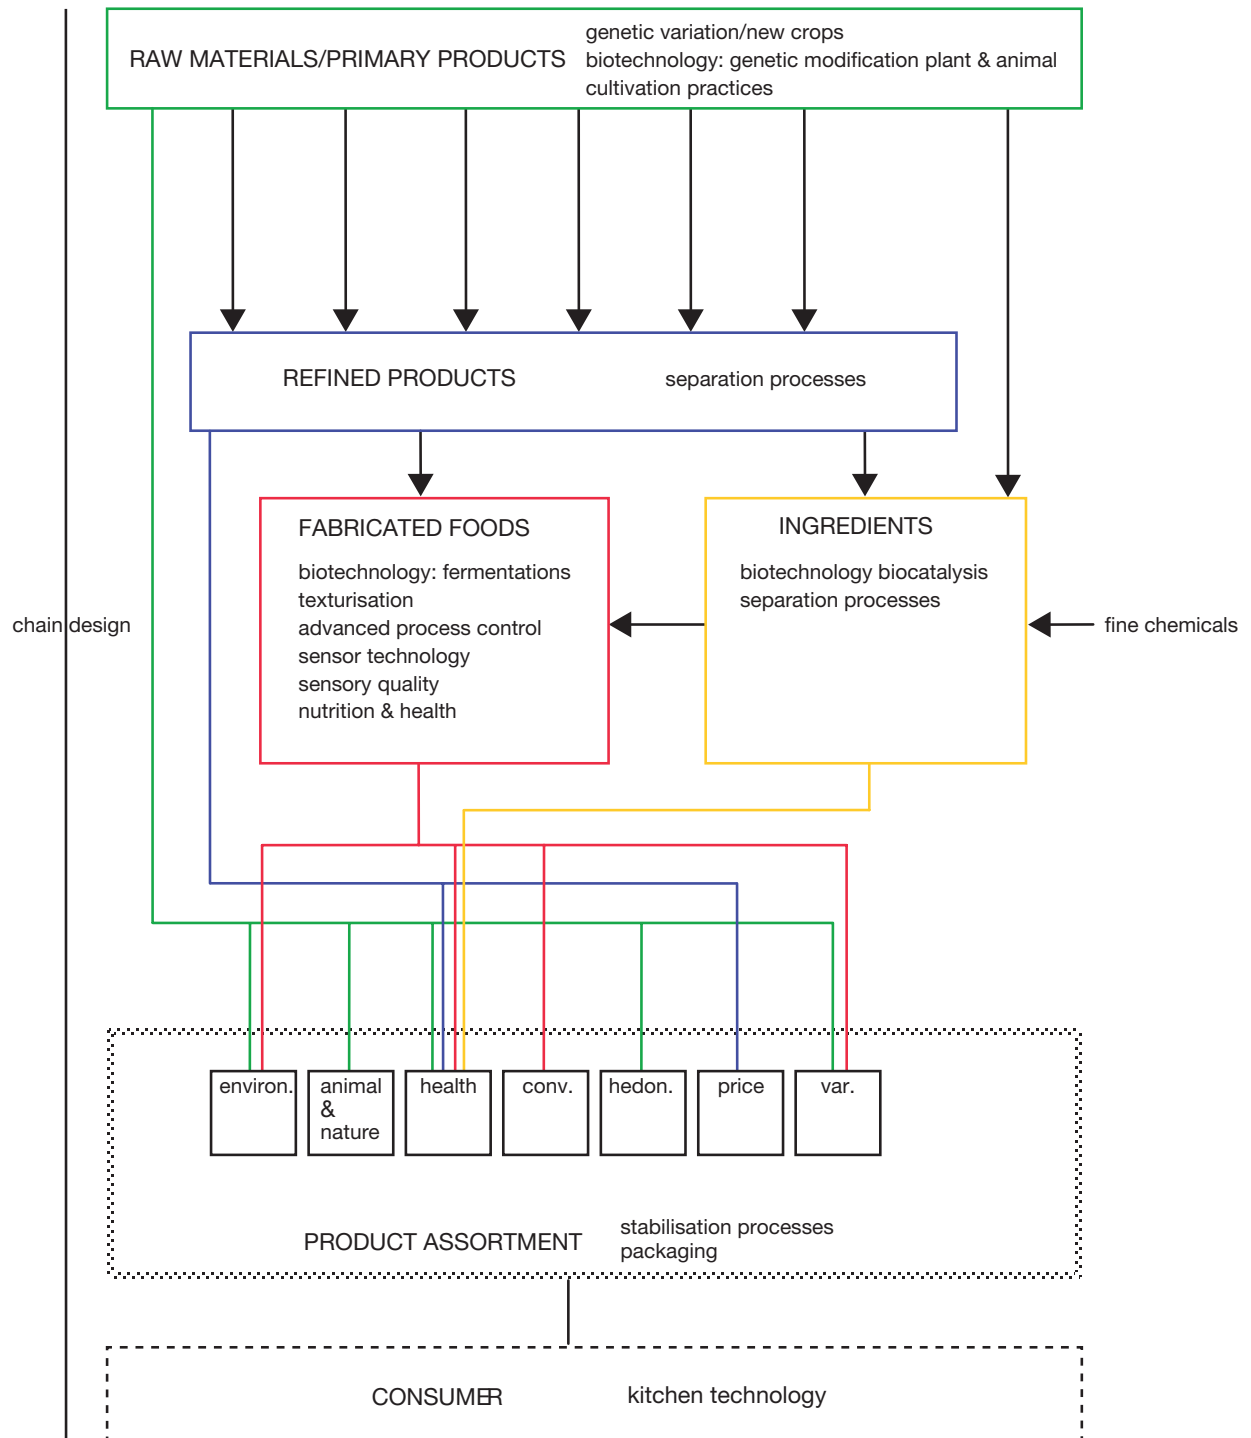 RAW MATERIALS/PRIMARY PRODUCTS
genetic variation/new crops
biotechnology: genetic modification plant & animal
cultivation practices
REFINED PRODUCTS
separation processes
FABRICATED FOODS
biotechnology: fermentations
texturisation
advanced process control
sensor technology
sensory quality
nutrition & health
INGREDIENTS
biotechnology biocatalysis
separation processes
chain design
fine chemicals
environ.
animal
&
nature
health
conv.
hedon.
price
var.
PRODUCT ASSORTMENT
stabilisation processes
packaging
CONSUMER
kitchen technology